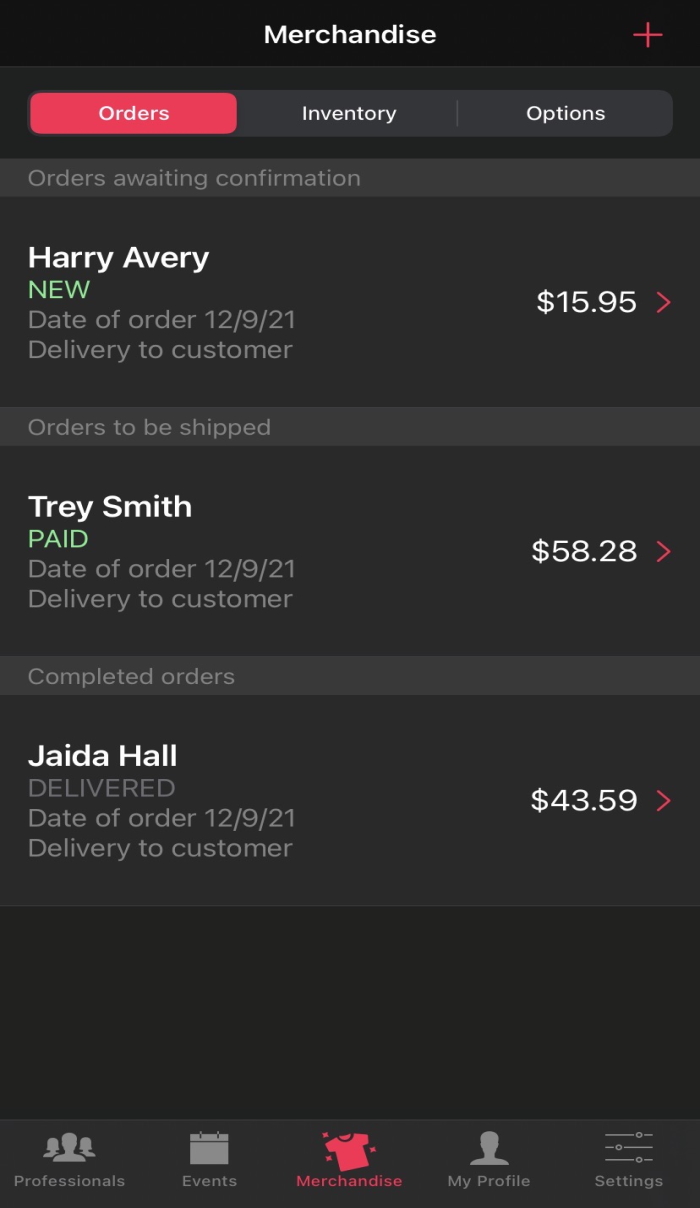 Merchandise
Orders Inventory Options
Orders awaiting confirmation
Harry Avery
NEW
Date of order 12/9/21
Delivery to customer
$15.95
Orders to be shipped
Trey Smith
PAID
Date of order 12/9/21
Delivery to customer
$58.28
Completed orders
Jaida Hall
DELIVERED
Date of order 12/9/21
Delivery to customer
$43.59
Professionals Events Merchandise My Profile Settings